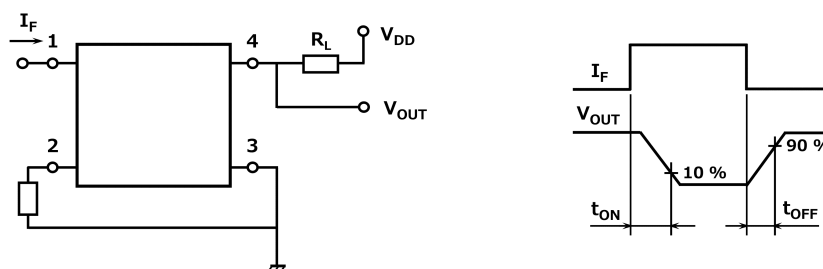 I_F
1
4
R_L
V_DD
V_OUT
2
3
I_F
V_OUT
10 %
90 %
t_ON
t_OFF